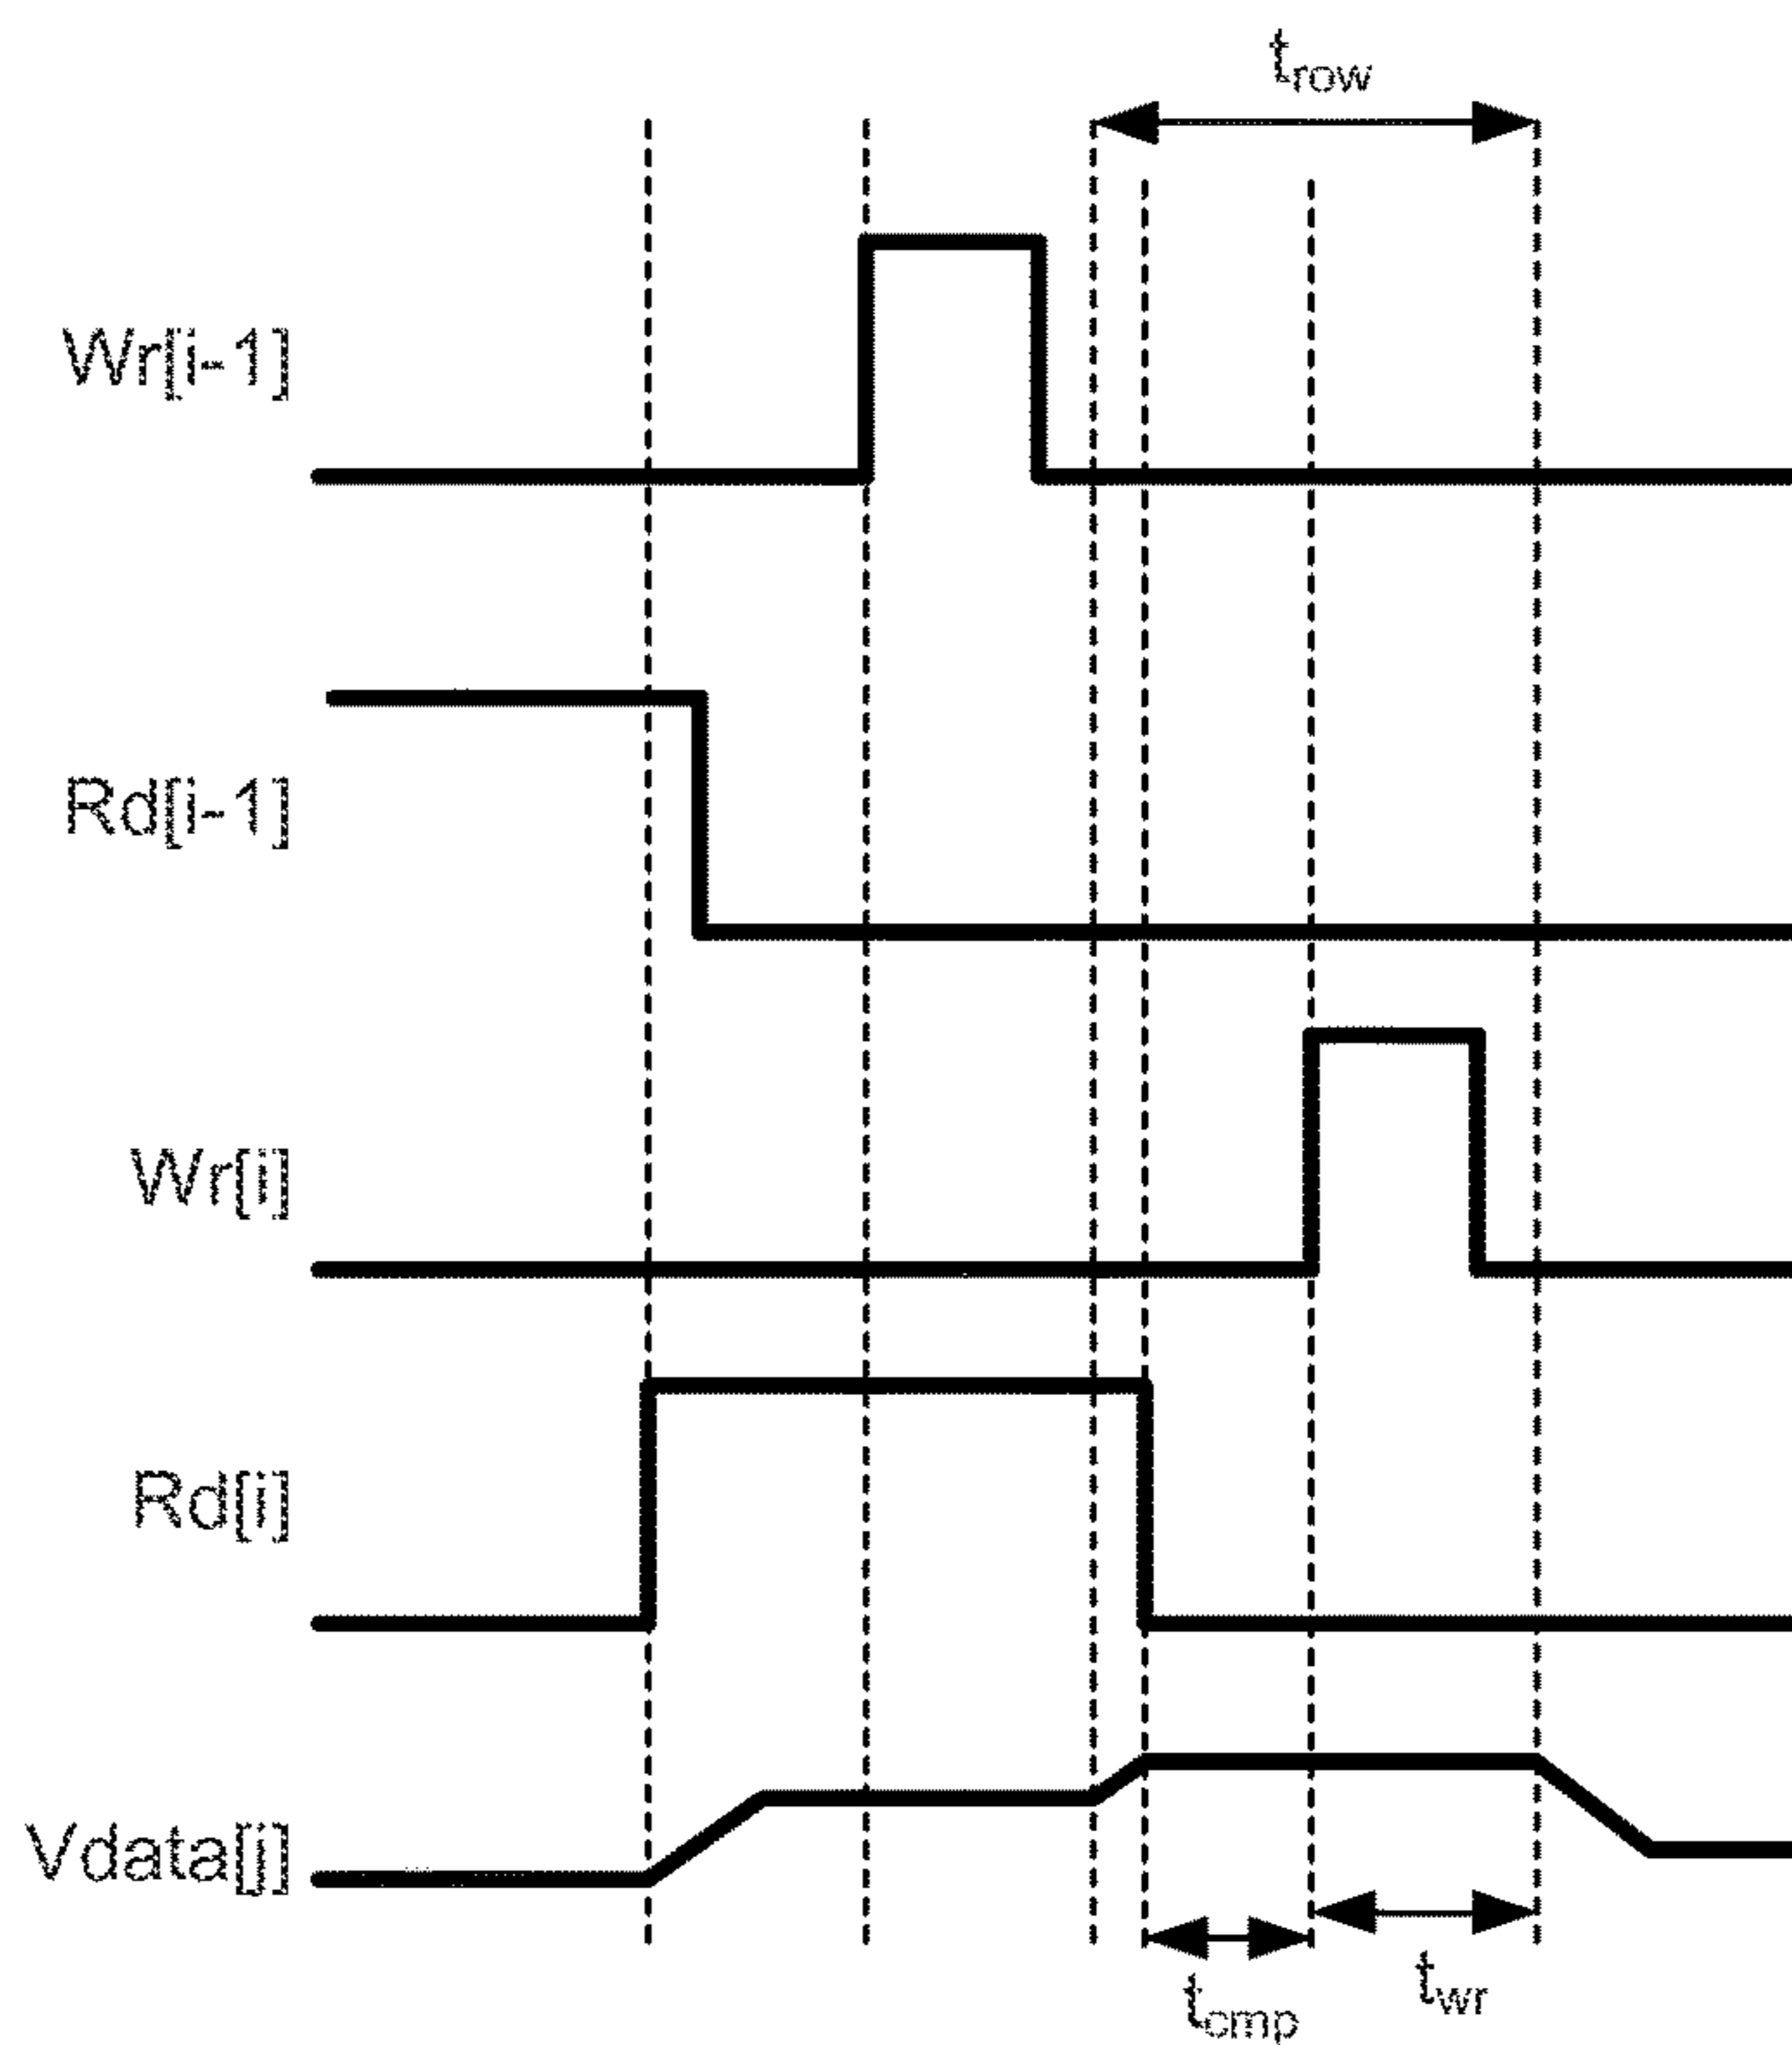 t_row
Wr[i-1]
Rd[i-1]
Wr[i]
Rd[i]
Vdata[j]
t_cmp
t_wr